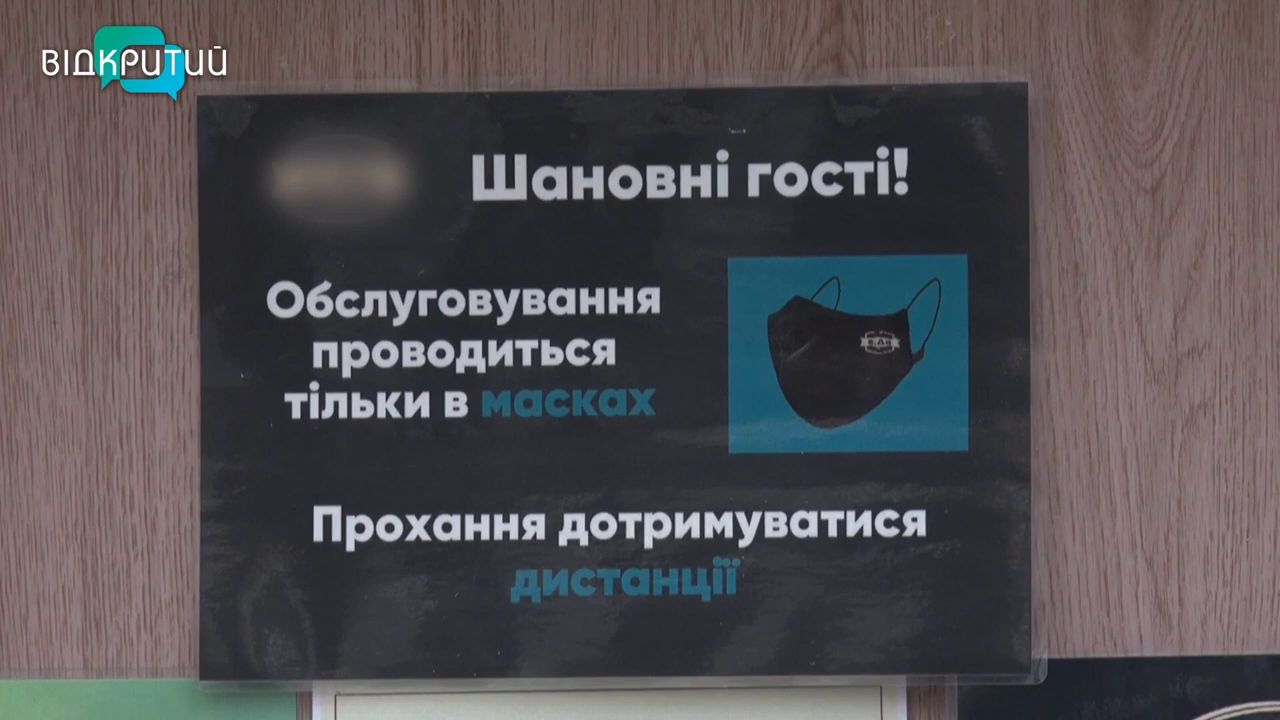 ВІДКРИТИЙ
Шановні гості!
Обслуговування
проводиться
тільки в масках
Прохання дотримуватися
дистанції